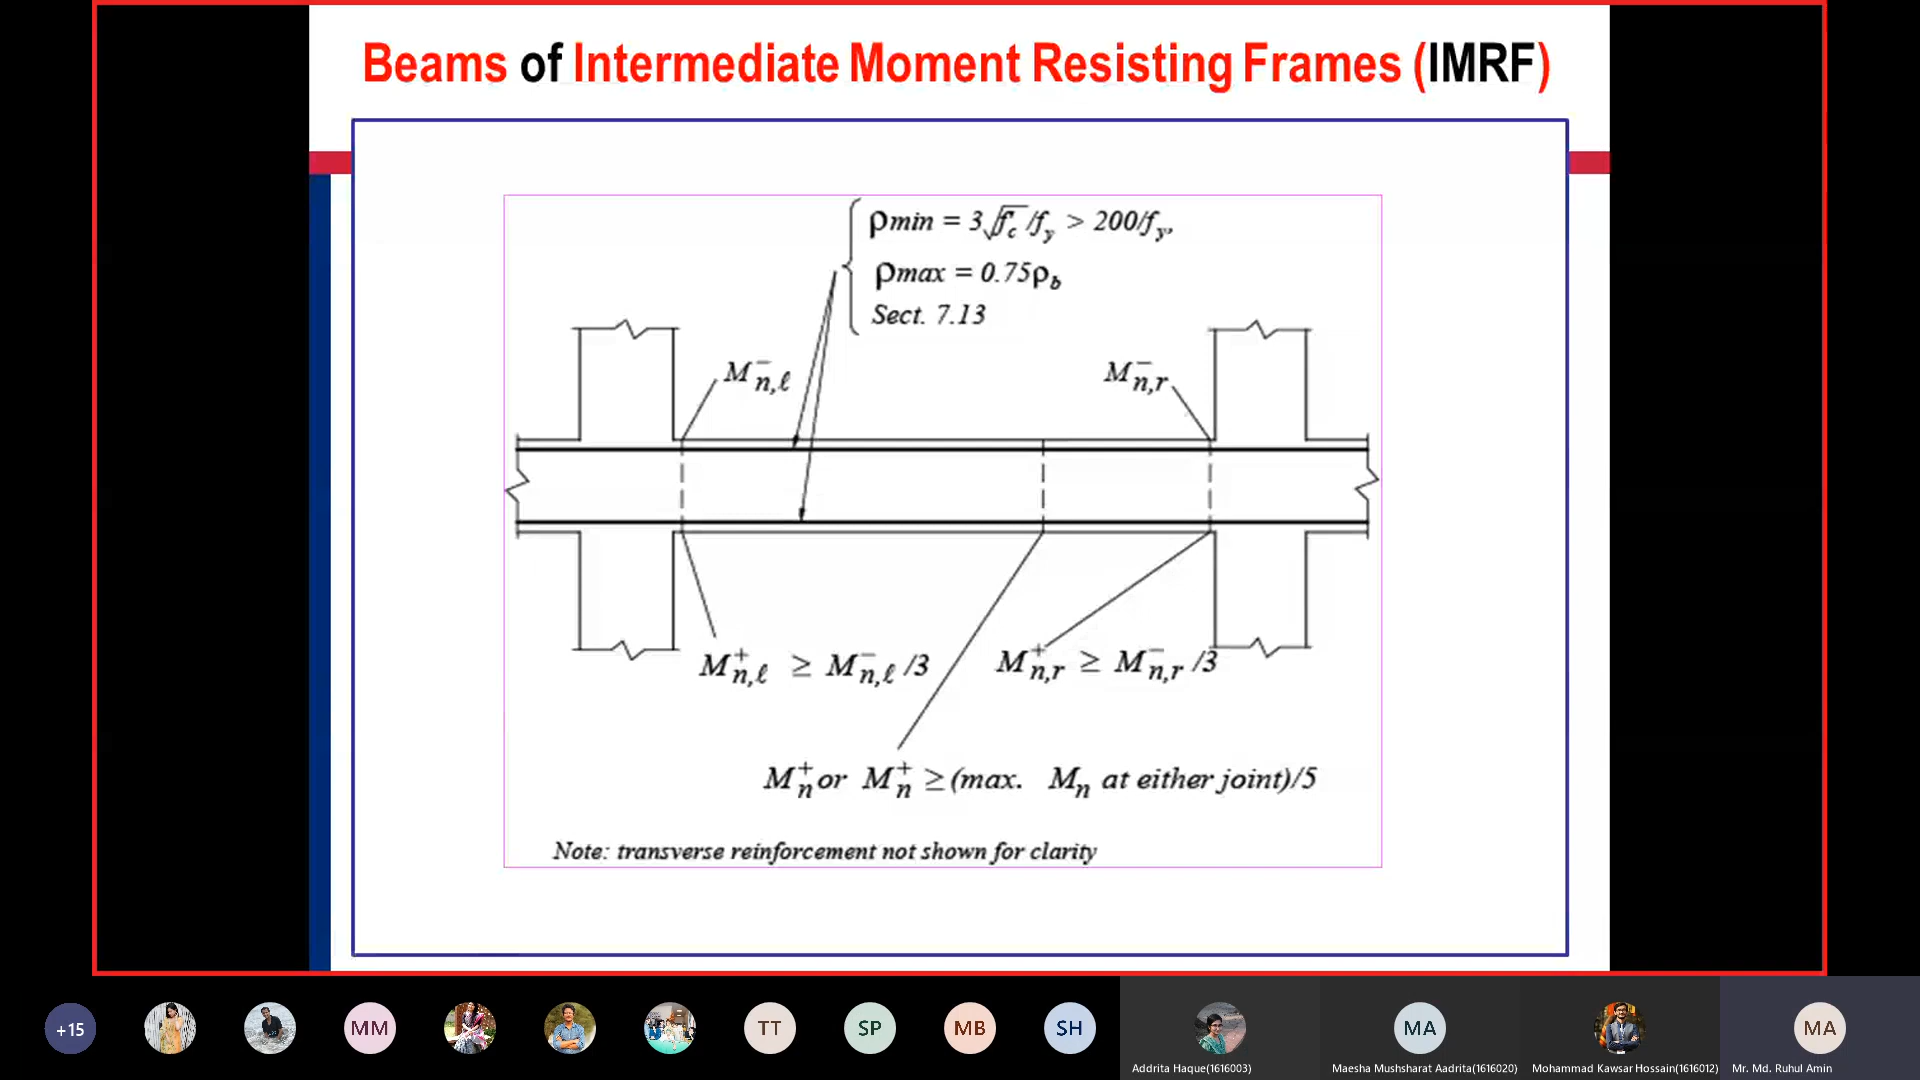 Beams of Intermediate Moment Resisting Frames (IMRF)
ρmin = 3√f'c /fy > 200/fy,
ρmax = 0.75ρb
Sect. 7.13
M⁻n,ℓ
M⁻n,r
M⁺n,ℓ ≥ M⁻n,ℓ /3
M⁺n,r ≥ M⁻n,r /3
M⁺n or M⁺n ≥ (max. Mn at either joint)/5
Note: transverse reinforcement not shown for clarity
+15
MM
TT
SP
MB
SH
MA
MA
Addrita Haque(1616003)
Maesha Mushsharat Aadrita(1616020)
Mohammad Kawsar Hossain(1616012)
Mr. Md. Ruhul Amin